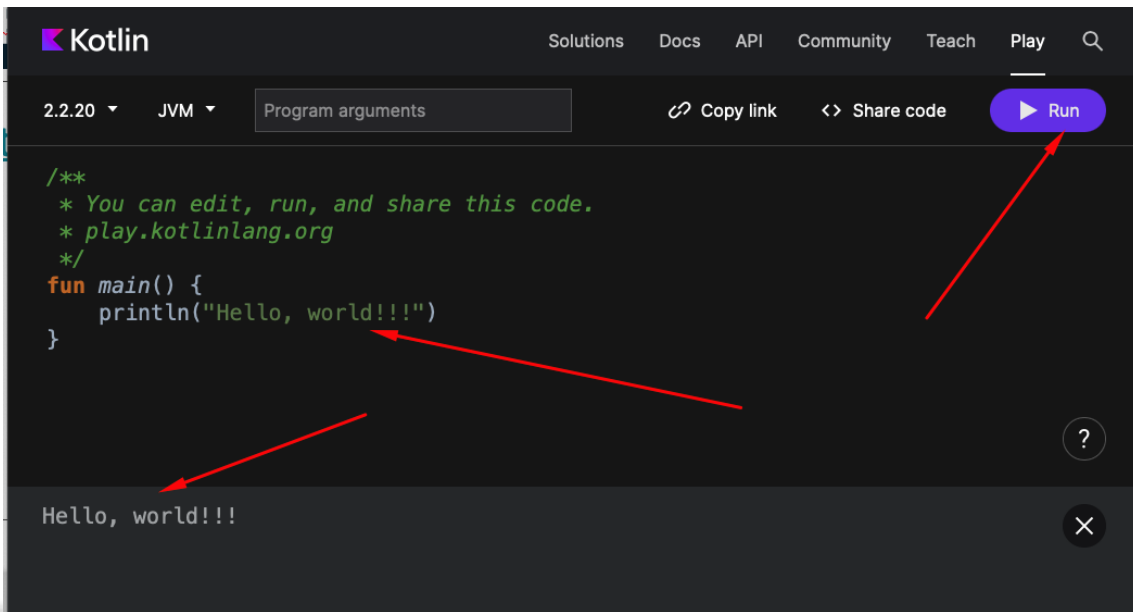 Kotlin Solutions Docs API Community Teach Play
2.2.20 JVM Program arguments Copy link <> Share code Run
/**
 * You can edit, run, and share this code.
 * play.kotlinlang.org
 */
fun main() {
    println("Hello, world!!!")
}
?
Hello, world!!!